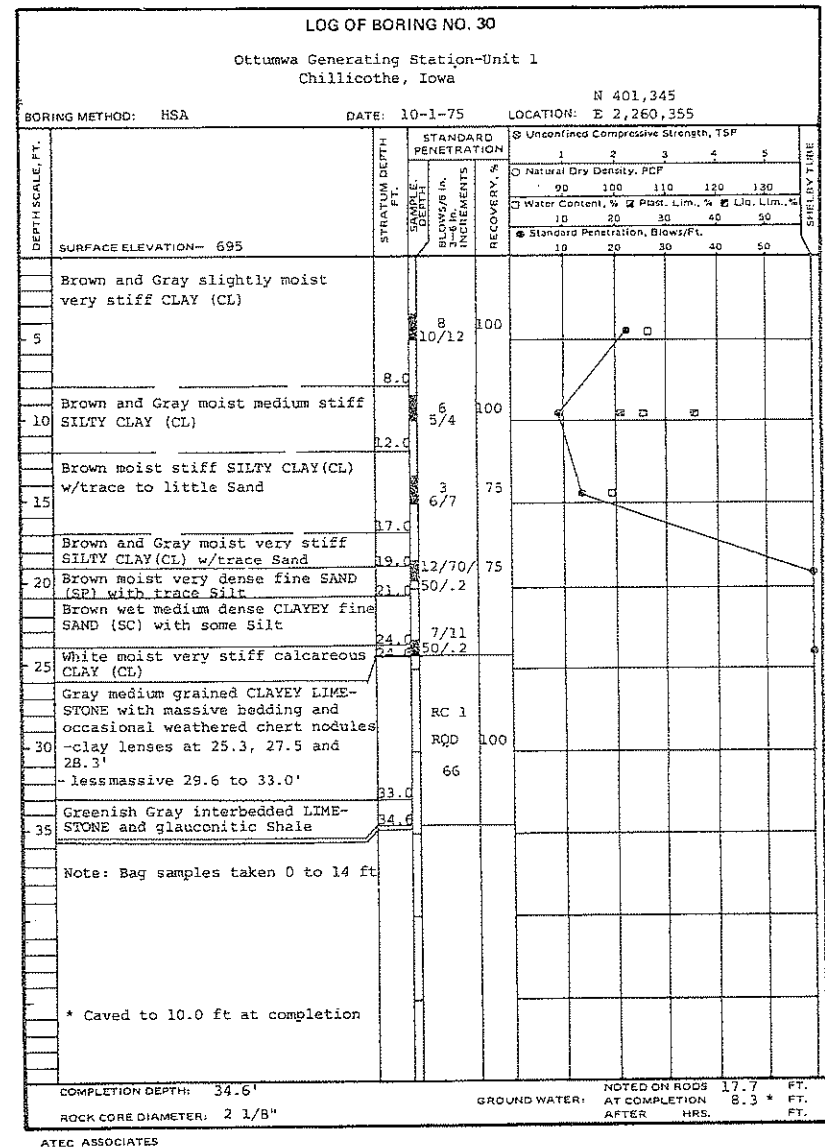 LOG OF BORING NO. 30
Ottumwa Generating Station-Unit 1
Chillicothe, Iowa
N 401,345
BORING METHOD: HSA DATE: 10-1-75 LOCATION: E 2,260,355
DEPTH SCALE, FT.
SURFACE ELEVATION— 695
STRATUM DEPTH FT.
STANDARD PENETRATION
SAMPLE DEPTH
BLOWS/6 in. 3-6 in. INCREMENTS
RECOVERY, %
Unconfined Compressive Strength, TSF
1 2 3 4 5
Natural Dry Density, PCF
90 100 110 120 130
Water Content, % Plast. Lim., % Liq. Lim., %
10 20 30 40 50
Standard Penetration, Blows/Ft.
10 20 30 40 50
SHELBY TUBE
Brown and Gray slightly moist
very stiff CLAY (CL)
8
5 10/12 100
8.0
Brown and Gray moist medium stiff
SILTY CLAY (CL)
6
10 5/4 100
12.0
Brown moist stiff SILTY CLAY(CL)
w/trace to little Sand
3
15 6/7 75
17.0
Brown and Gray moist very stiff
SILTY CLAY(CL) w/trace Sand
19.0 12/70/ 75
20 Brown moist very dense fine SAND 50/.2
(SP) with trace Silt 21.0
Brown wet medium dense CLAYEY fine
SAND (SC) with some Silt
24.0 7/11
50/.2
25 White moist very stiff calcareous
CLAY (CL)
Gray medium grained CLAYEY LIME-
STONE with massive bedding and
occasional weathered chert nodules
RC 1
30 -clay lenses at 25.3, 27.5 and RQD 100
28.3'
66
-lessmassive 29.6 to 33.0'
33.0
Greenish Gray interbedded LIME-
35 STONE and glauconitic Shale 34.6
Note: Bag samples taken 0 to 14 ft
* Caved to 10.0 ft at completion
COMPLETION DEPTH: 34.6'
ROCK CORE DIAMETER: 2 1/8"
GROUND WATER: NOTED ON RODS 17.7 FT.
AT COMPLETION 8.3 * FT.
AFTER HRS. FT.
ATEC ASSOCIATES